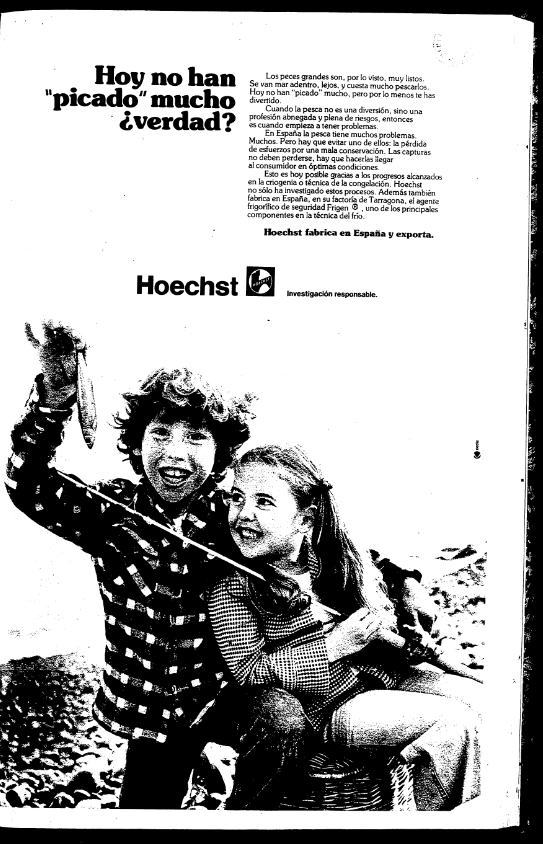 Hoy no han
"picado" mucho
¿verdad?
Los peces grandes son, por lo visto, muy listos.
Se van mar adentro, lejos, y cuesta mucho pescarlos.
Hoy no han "picado" mucho, pero por lo menos te has
divertido.
Cuando la pesca no es una diversión, sino una
profesión abnegada y plena de riesgos, entonces
es cuando empieza a tener problemas.
En España la pesca tiene muchos problemas.
Muchos. Pero hay que evitar uno de ellos: la pérdida
de esfuerzos por una mala conservación. Las capturas
no deben perderse, hay que hacerlas llegar
al consumidor en óptimas condiciones.
Esto es hoy posible gracias a los progresos alcanzados
en la criogenia o técnica de la congelación. Hoechst
no sólo ha investigado estos procesos. Además también
fabrica en España, en su factoría de Tarragona, el agente
frigorífico de seguridad Frigen ®, uno de los principales
componentes en la técnica del frío.
Hoechst fabrica en España y exporta.
Hoechst
Investigación responsable.